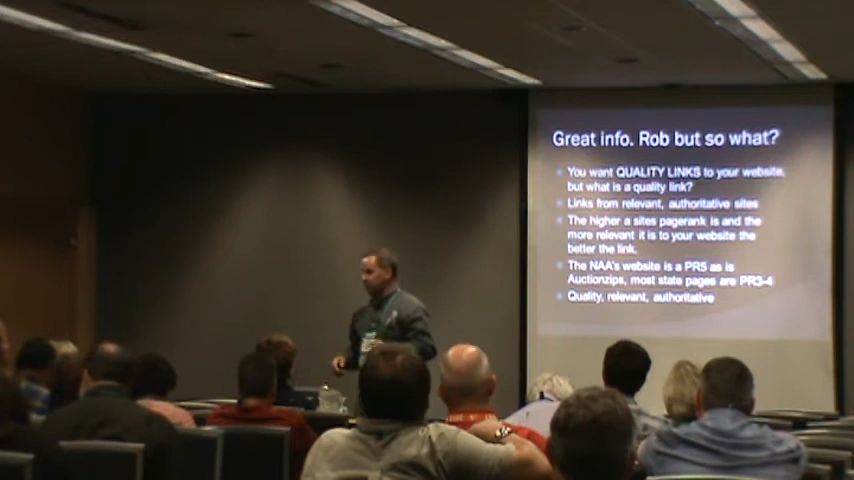 Great info. Rob but so what?
You want QUALITY LINKS to your website,
but what is a quality link?
Links from relevant, authoritative sites
The higher a sites pagerank is and the
more relevant it is to your website the
better the link.
The NAA's website is a PR5 as is
Auctionzips, most state pages are PR3-4
Quality, relevant, authoritative